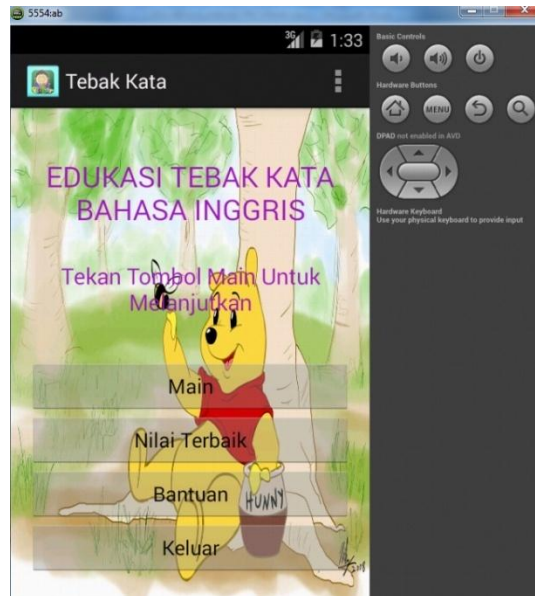 5554:ab
3G 1:33
Tebak Kata
EDUKASI TEBAK KATA
BAHASA INGGRIS
Tekan Tombol Main Untuk
Melanjutkan
Main
Nilai Terbaik
Bantuan
HUNNY
Keluar
Basic Controls
Hardware Buttons
MENU
DPAD not enabled in AVD
Hardware Keyboard
Use your physical keyboard to provide input